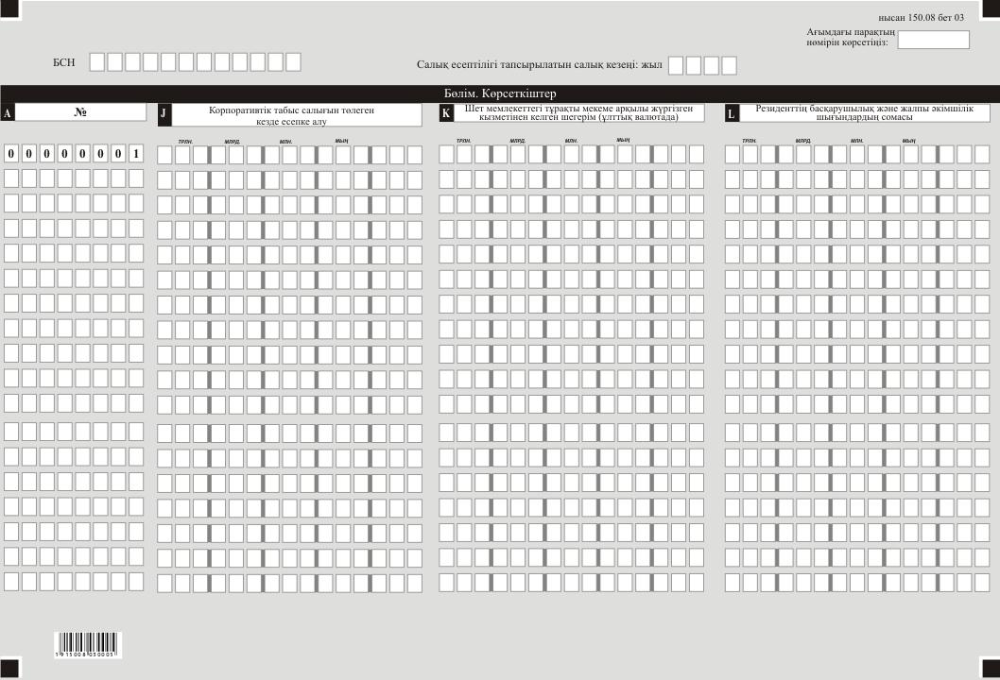 нысан 150.08 бет 03
Ағымдағы парақтың
нөмірін көрсетіңіз:
БСН
Салық есептілігі тапсырылатын салық кезеңі: жыл
Бөлім. Көрсеткіштер
A №
J Корпоративтік табыс салығын төлеген
кезде есепке алу
K Шет мемлекеттегі тұрақты мекеме арқылы жүргізген
қызметінен келген шегерім (ұлттық валютада)
L Резиденттің басқарушылық және жалпы әкімшілік
шығындардың сомасы
ТРЛН. МЛРД. МЛН. МЫҢ
ТРЛН. МЛРД. МЛН. МЫҢ
ТРЛН. МЛРД. МЛН. МЫҢ
0 0 0 0 0 0 0 1
1 915008 030005